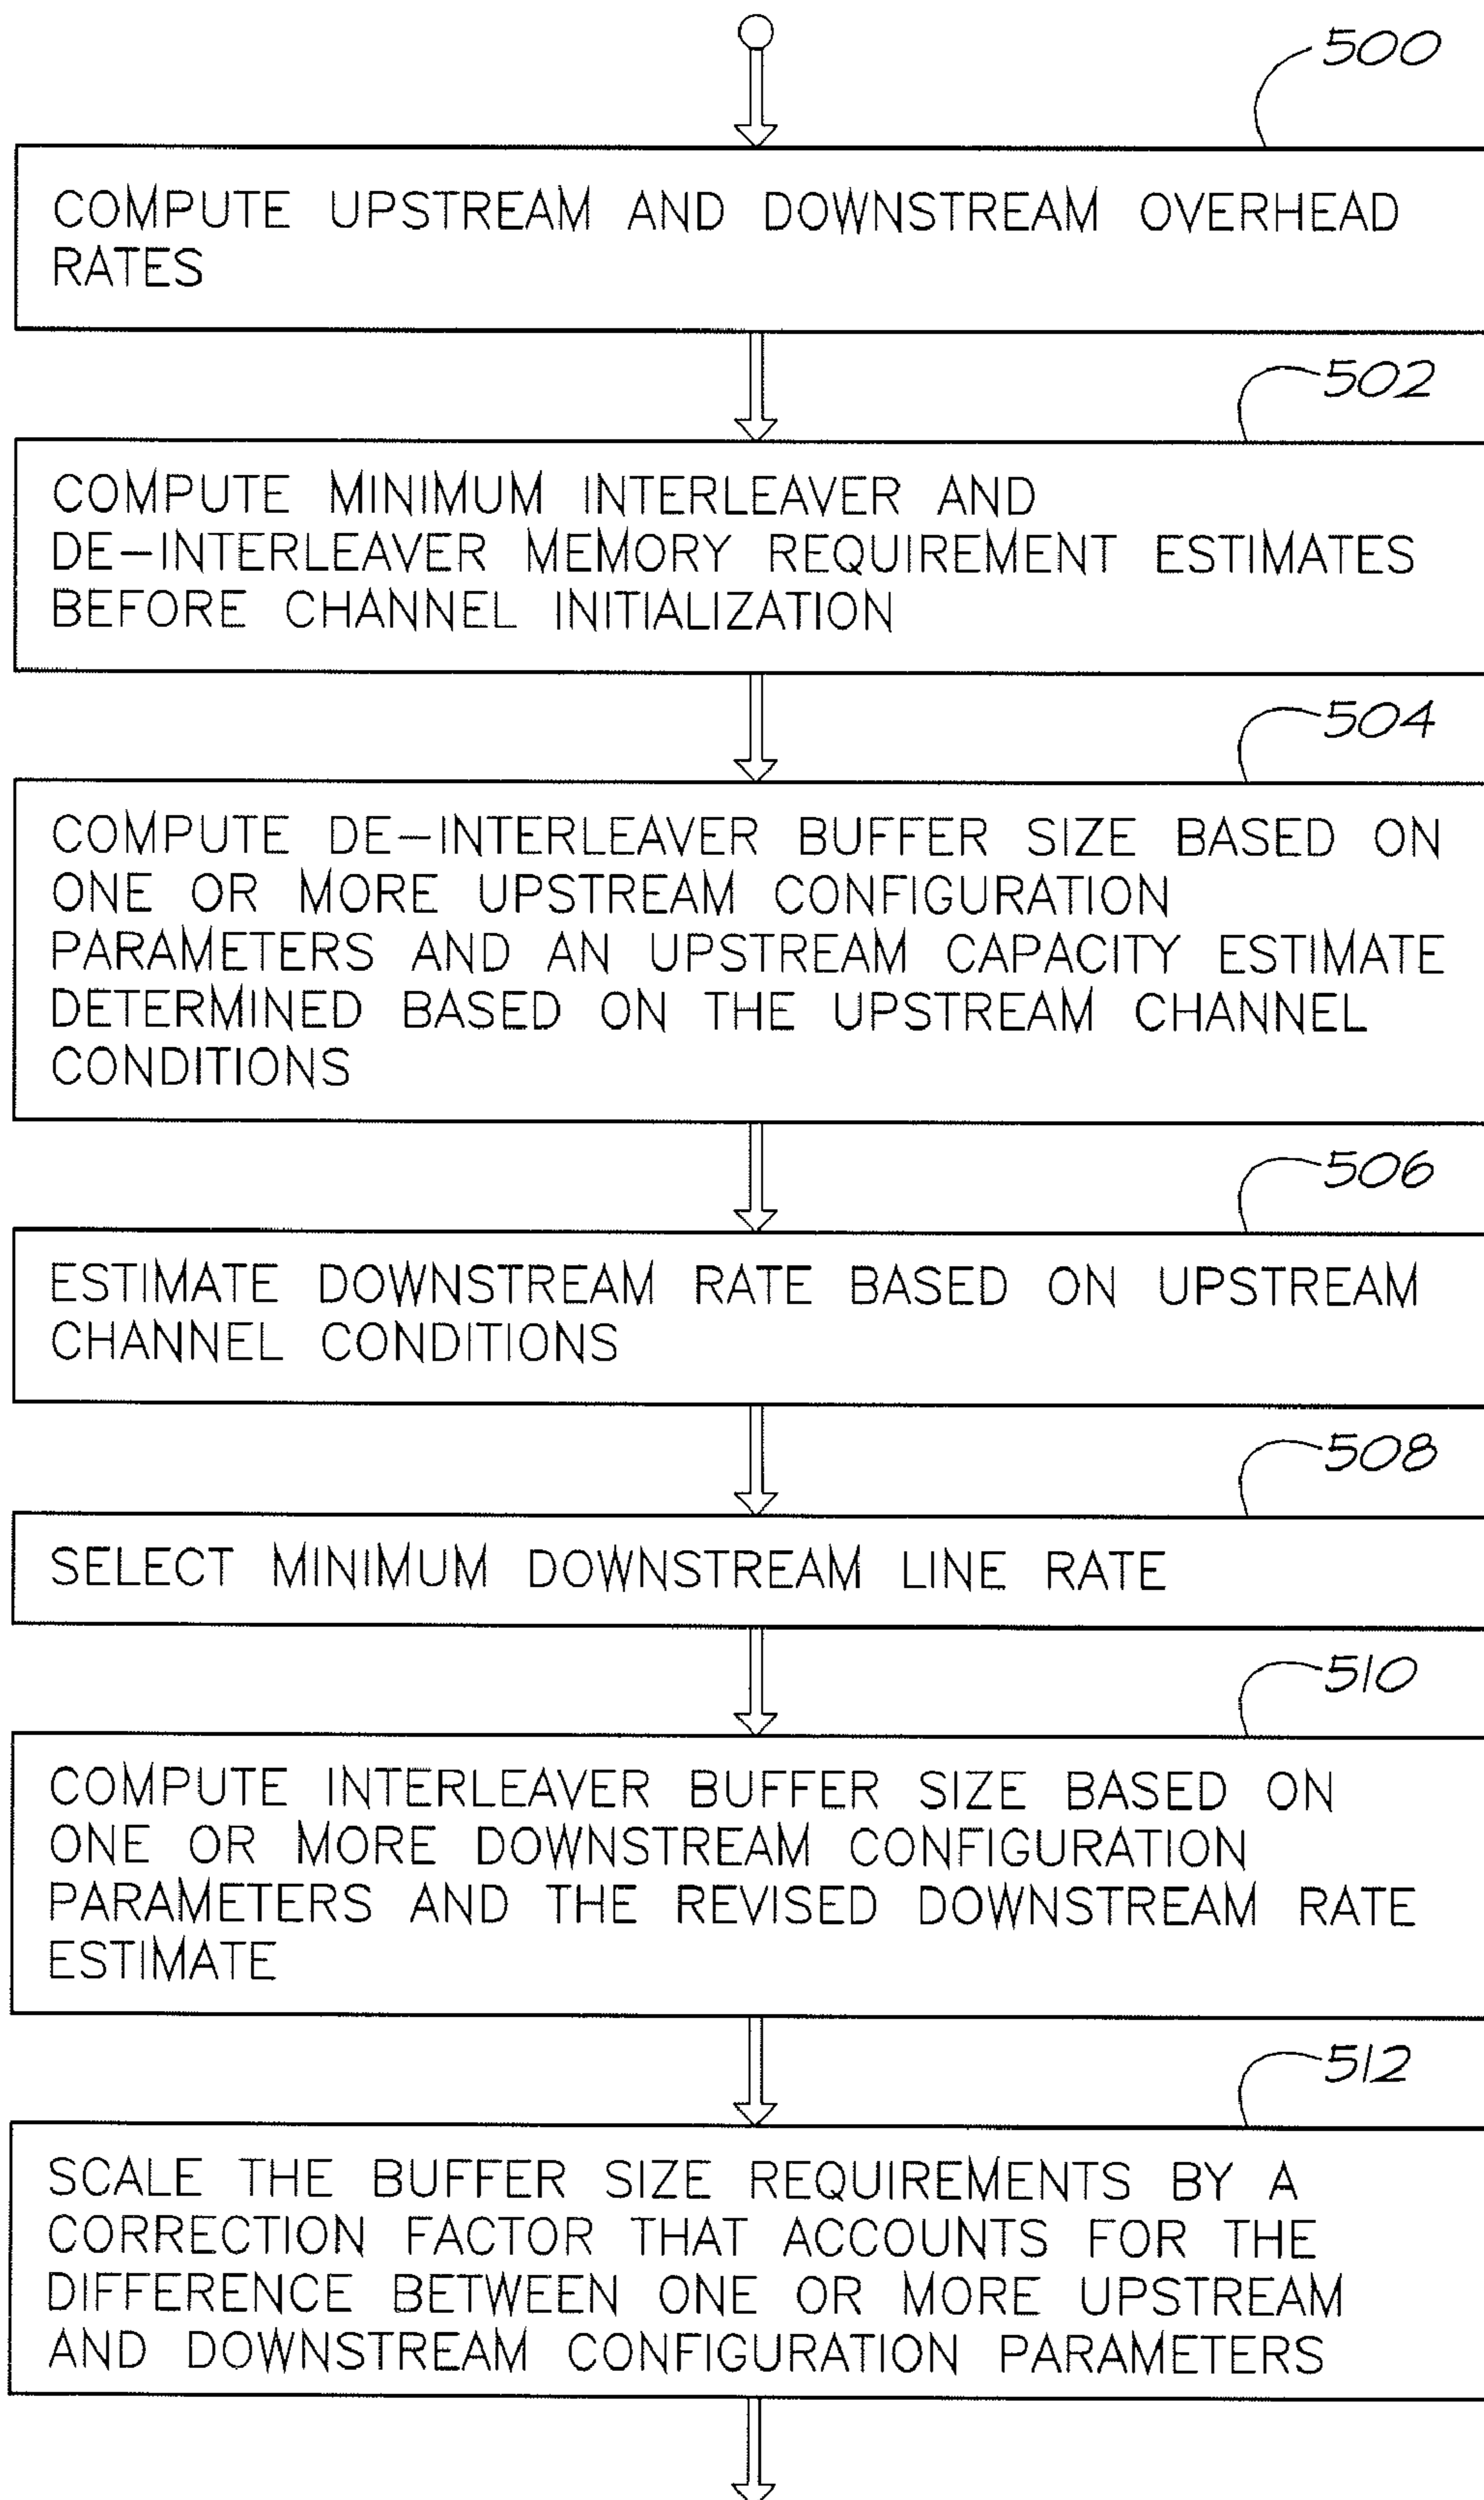 500
COMPUTE UPSTREAM AND DOWNSTREAM OVERHEAD
RATES
502
COMPUTE MINIMUM INTERLEAVER AND
DE-INTERLEAVER MEMORY REQUIREMENT ESTIMATES
BEFORE CHANNEL INITIALIZATION
504
COMPUTE DE-INTERLEAVER BUFFER SIZE BASED ON
ONE OR MORE UPSTREAM CONFIGURATION
PARAMETERS AND AN UPSTREAM CAPACITY ESTIMATE
DETERMINED BASED ON THE UPSTREAM CHANNEL
CONDITIONS
506
ESTIMATE DOWNSTREAM RATE BASED ON UPSTREAM
CHANNEL CONDITIONS
508
SELECT MINIMUM DOWNSTREAM LINE RATE
510
COMPUTE INTERLEAVER BUFFER SIZE BASED ON
ONE OR MORE DOWNSTREAM CONFIGURATION
PARAMETERS AND THE REVISED DOWNSTREAM RATE
ESTIMATE
512
SCALE THE BUFFER SIZE REQUIREMENTS BY A
CORRECTION FACTOR THAT ACCOUNTS FOR THE
DIFFERENCE BETWEEN ONE OR MORE UPSTREAM
AND DOWNSTREAM CONFIGURATION PARAMETERS